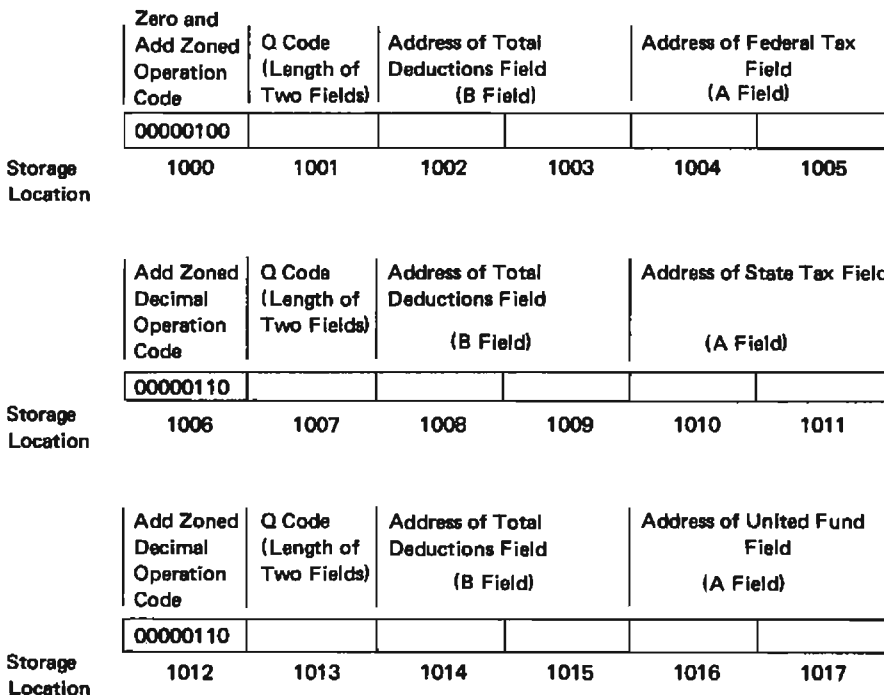 Zero and
Add Zoned
Operation
Code
Q Code
(Length of
Two Fields)
Address of Total
Deductions Field
(B Field)
Address of Federal Tax
Field
(A Field)
00000100
Storage
Location
1000 1001 1002 1003 1004 1005
Add Zoned
Decimal
Operation
Code
Q Code
(Length of
Two Fields)
Address of Total
Deductions Field
(B Field)
Address of State Tax Field
(A Field)
00000110
Storage
Location
1006 1007 1008 1009 1010 1011
Add Zoned
Decimal
Operation
Code
Q Code
(Length of
Two Fields)
Address of Total
Deductions Field
(B Field)
Address of United Fund
Field
(A Field)
00000110
Storage
Location
1012 1013 1014 1015 1016 1017